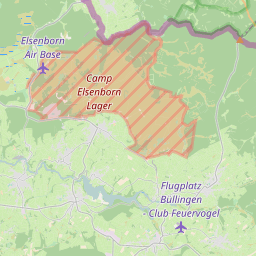 Elsenborn
Air Base
Camp
Elsenborn
Lager
Flugplatz
Büllingen
- Club Feuervogel